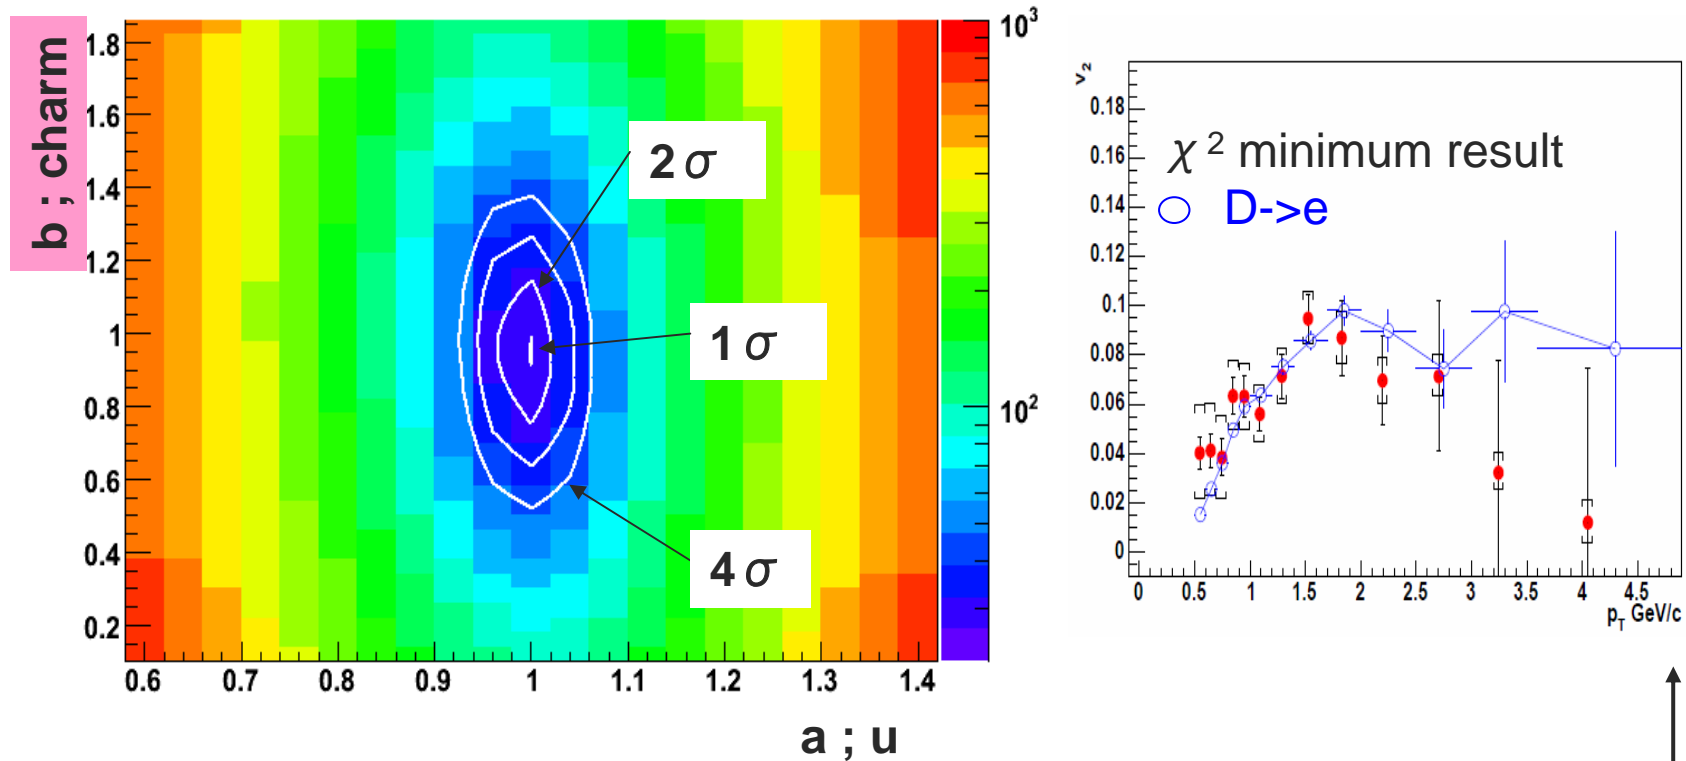 b ; charm
1.8
1.6
1.4
1.2
1
0.8
0.6
0.4
0.2
0.6 0.7 0.8 0.9 1 1.1 1.2 1.3 1.4
a ; u
10³
10²
2σ
1σ
4σ
v₂
0.18
0.16
0.14
0.12
0.1
0.08
0.06
0.04
0.02
0
χ² minimum result
D->e
0 0.5 1 1.5 2 2.5 3 3.5 4 4.5
p_T GeV/c